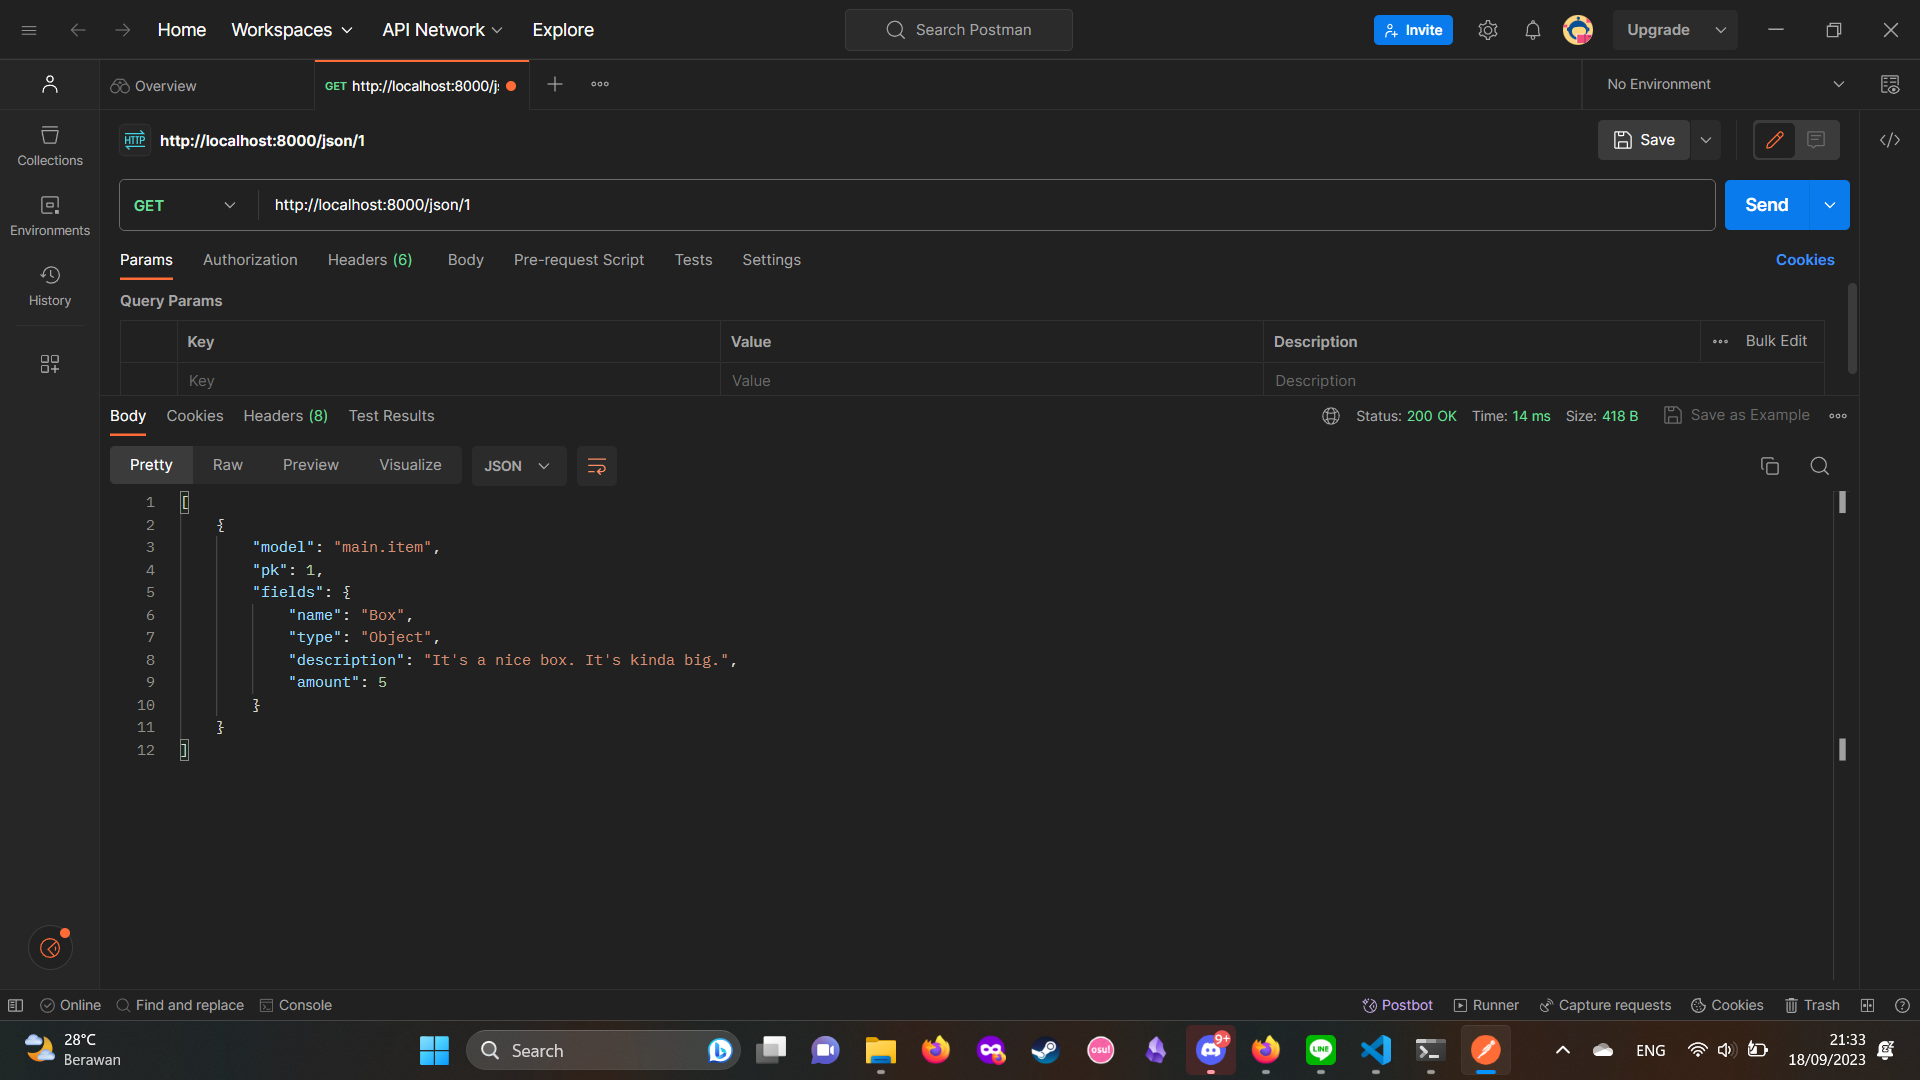 Home Workspaces API Network Explore Search Postman Invite Upgrade
Overview GET http://localhost:8000/j No Environment
HTTP http://localhost:8000/json/1 Save
Collections
GET http://localhost:8000/json/1 Send
Environments
Params Authorization Headers (6) Body Pre-request Script Tests Settings Cookies
History
Query Params
Key Value Description Bulk Edit
Key Value Description
Body Cookies Headers (8) Test Results Status: 200 OK Time: 14 ms Size: 418 B Save as Example
Pretty Raw Preview Visualize JSON
1 [
2 {
3 "model": "main.item",
4 "pk": 1,
5 "fields": {
6 "name": "Box",
7 "type": "Object",
8 "description": "It's a nice box. It's kinda big.",
9 "amount": 5
10 }
11 }
12 ]
Online Find and replace Console Postbot Runner Capture requests Cookies Trash
28°C
Berawan
Search
osu!
9+
LINE
ENG
21:33
18/09/2023